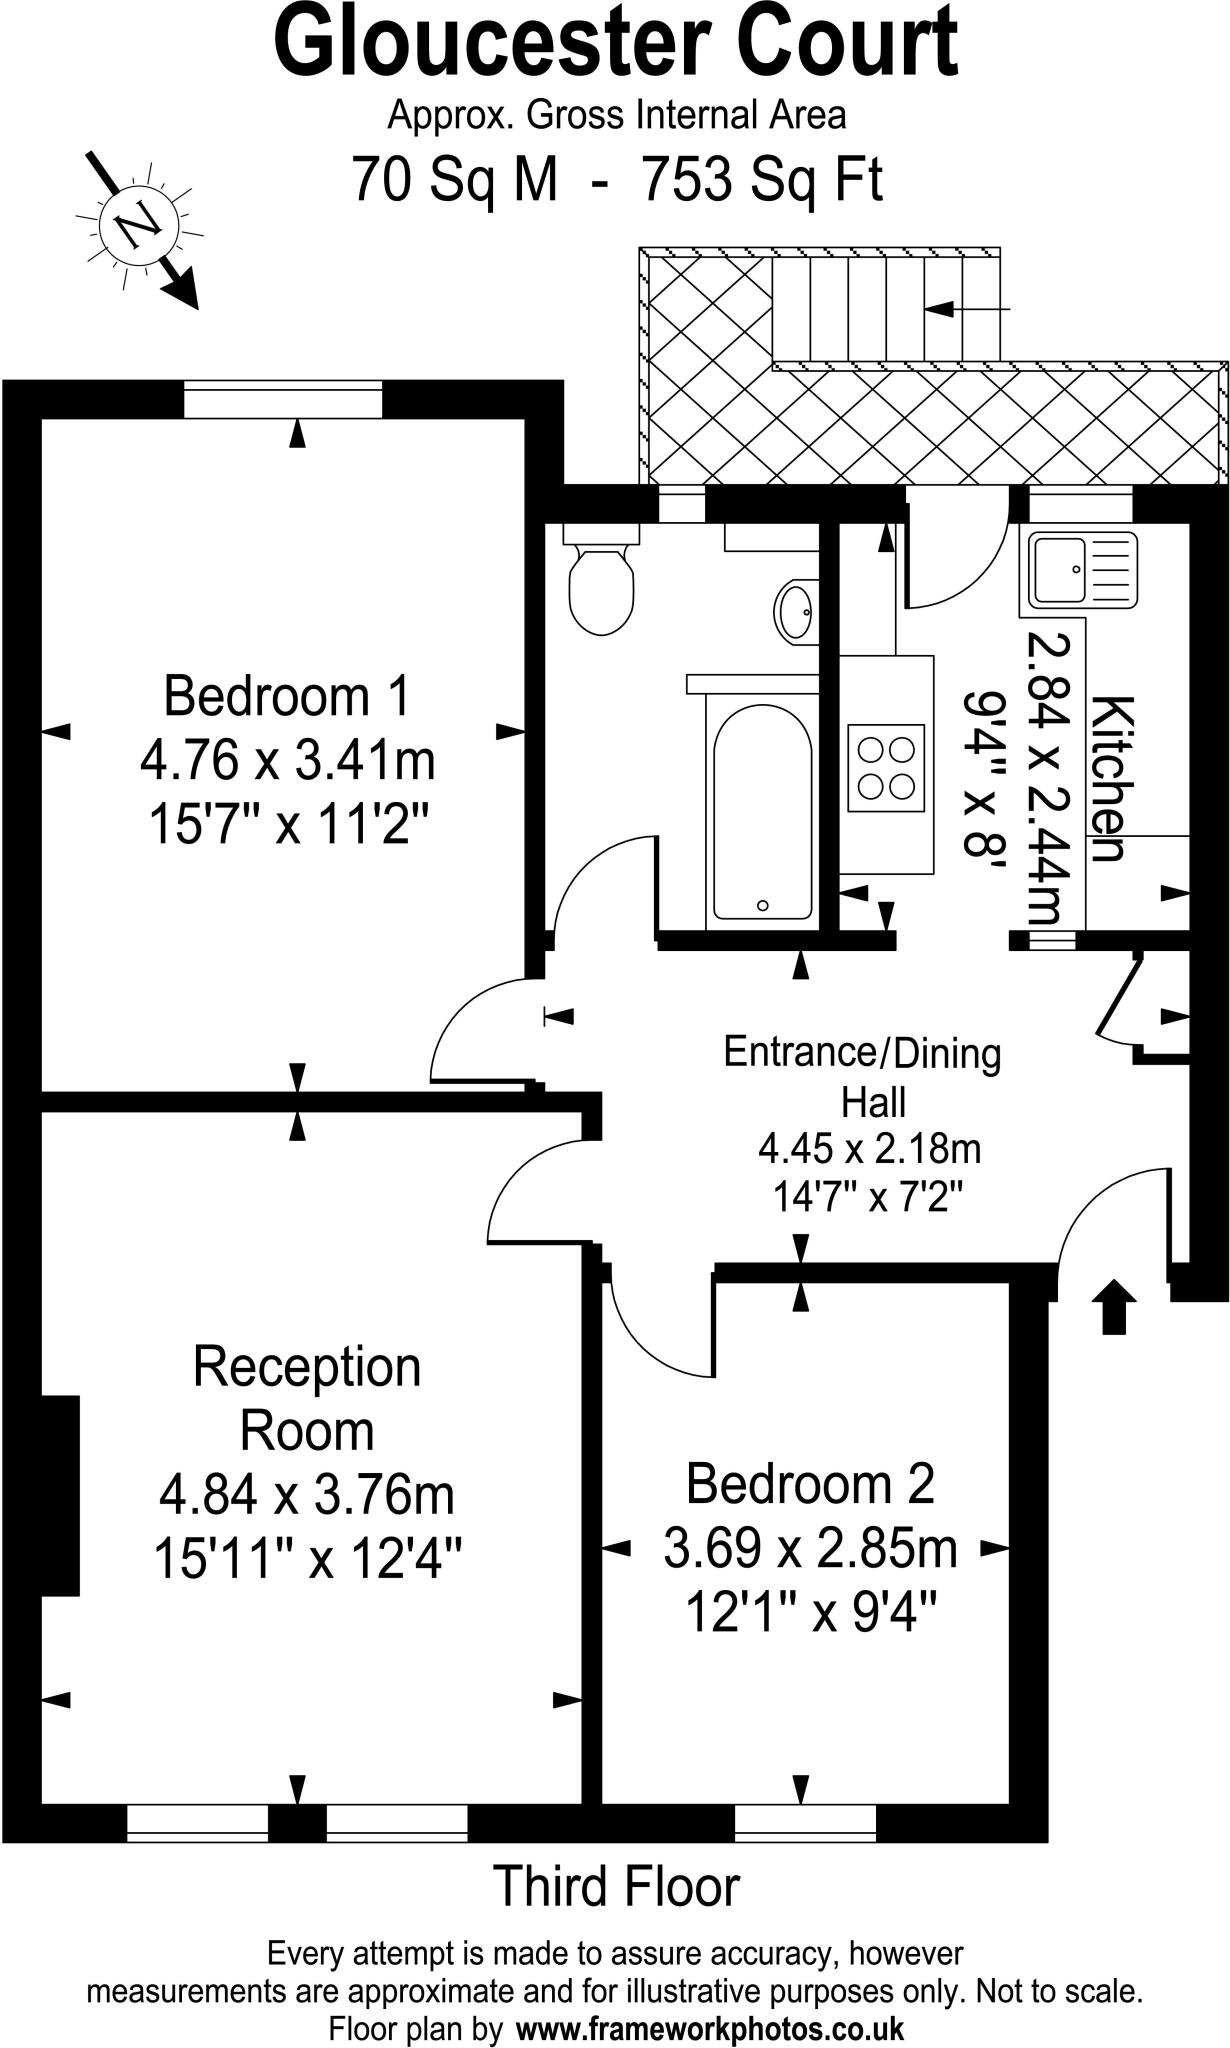 Gloucester Court
Approx. Gross Internal Area
70 Sq M - 753 Sq Ft
N
Bedroom 1
4.76 x 3.41m
15'7" x 11'2"
Kitchen
2.84 x 2.44m
9'4" x 8'
Entrance/Dining
Hall
4.45 x 2.18m
14'7" x 7'2"
Reception
Room
4.84 x 3.76m
15'11" x 12'4"
Bedroom 2
3.69 x 2.85m
12'1" x 9'4"
Third Floor
Every attempt is made to assure accuracy, however
measurements are approximate and for illustrative purposes only. Not to scale.
Floor plan by www.frameworkphotos.co.uk